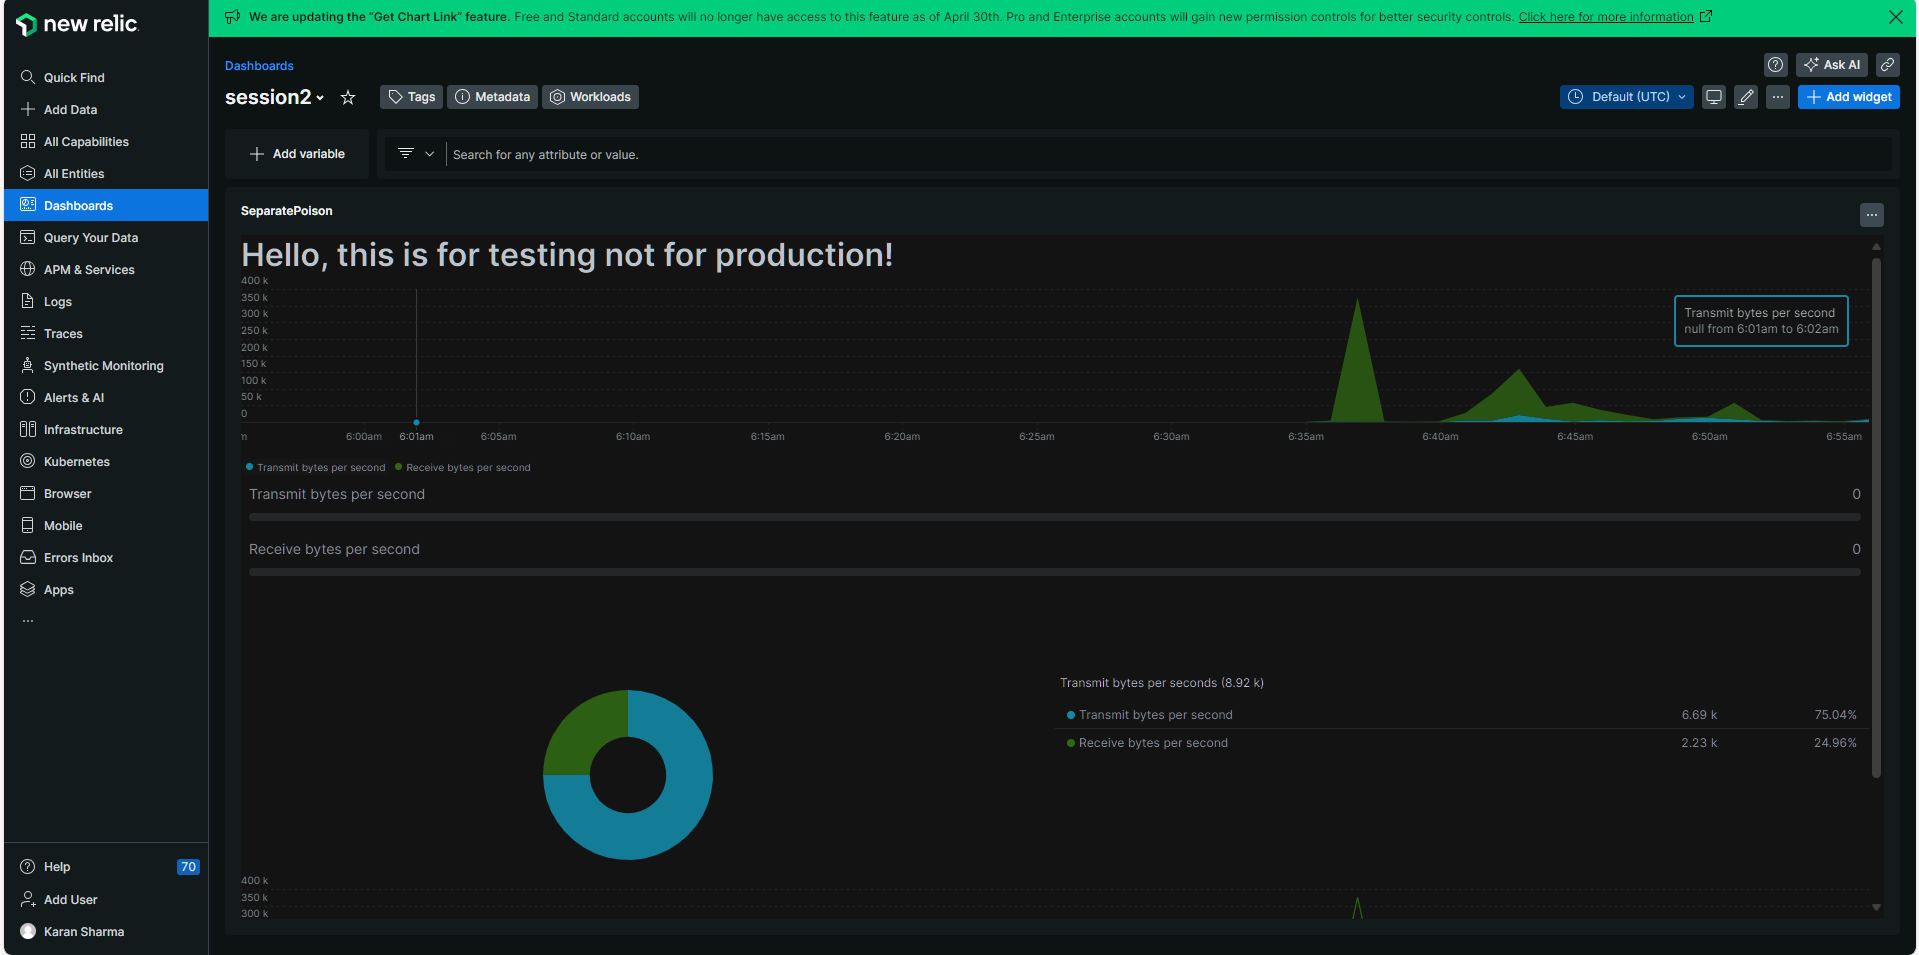 We are updating the “Get Chart Link” feature. Free and Standard accounts will no longer have access to this feature as of April 30th. Pro and Enterprise accounts will gain new permission controls for better security controls. Click here for more information
new relic
Quick Find
Add Data
All Capabilities
All Entities
Dashboards
Query Your Data
APM & Services
Logs
Traces
Synthetic Monitoring
Alerts & AI
Infrastructure
Kubernetes
Browser
Mobile
Errors Inbox
Apps
...
Help 70
Add User
Karan Sharma
Dashboards
Ask AI
session2
Tags Metadata Workloads
Default (UTC)
... Add widget
Add variable
Search for any attribute or value.
SeparatePoison
...
Hello, this is for testing not for production!
400 k
350 k
300 k
250 k
200 k
150 k
100 k
50 k
0
Transmit bytes per second
null from 6:01am to 6:02am
m 6:00am 6:01am 6:05am 6:10am 6:15am 6:20am 6:25am 6:30am 6:35am 6:40am 6:45am 6:50am 6:55am
Transmit bytes per second Receive bytes per second
Transmit bytes per second 0
Receive bytes per second 0
Transmit bytes per seconds (8.92 k)
Transmit bytes per second 6.69 k 75.04%
Receive bytes per second 2.23 k 24.96%
400 k
350 k
300 k